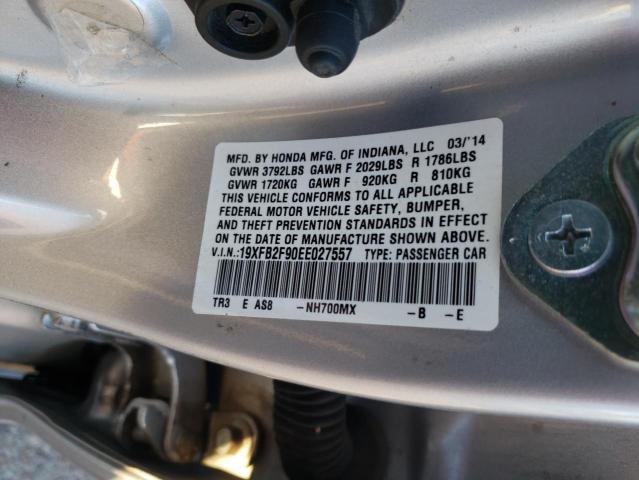 MFD. BY HONDA MFG. OF INDIANA, LLC 03/'14
GVWR 3792LBS GAWR F 2029LBS R 1786LBS
GVWR 1720KG GAWR F 920KG R 810KG
THIS VEHICLE CONFORMS TO ALL APPLICABLE
FEDERAL MOTOR VEHICLE SAFETY, BUMPER,
AND THEFT PREVENTION STANDARDS IN EFFECT
ON THE DATE OF MANUFACTURE SHOWN ABOVE.
V.I.N.:19XFB2F90EE027557 TYPE: PASSENGER CAR
TR3 E AS8 -NH700MX -B -E